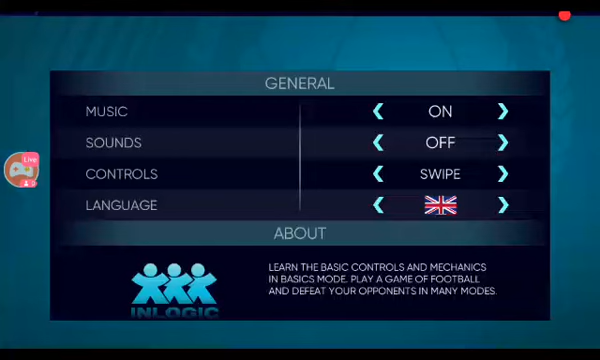 GENERAL
MUSIC ON
SOUNDS OFF
CONTROLS SWIPE
LANGUAGE
ABOUT
LEARN THE BASIC CONTROLS AND MECHANICS
IN BASICS MODE. PLAY A GAME OF FOOTBALL
AND DEFEAT YOUR OPPONENTS IN MANY MODES.
INLOGIC
Live